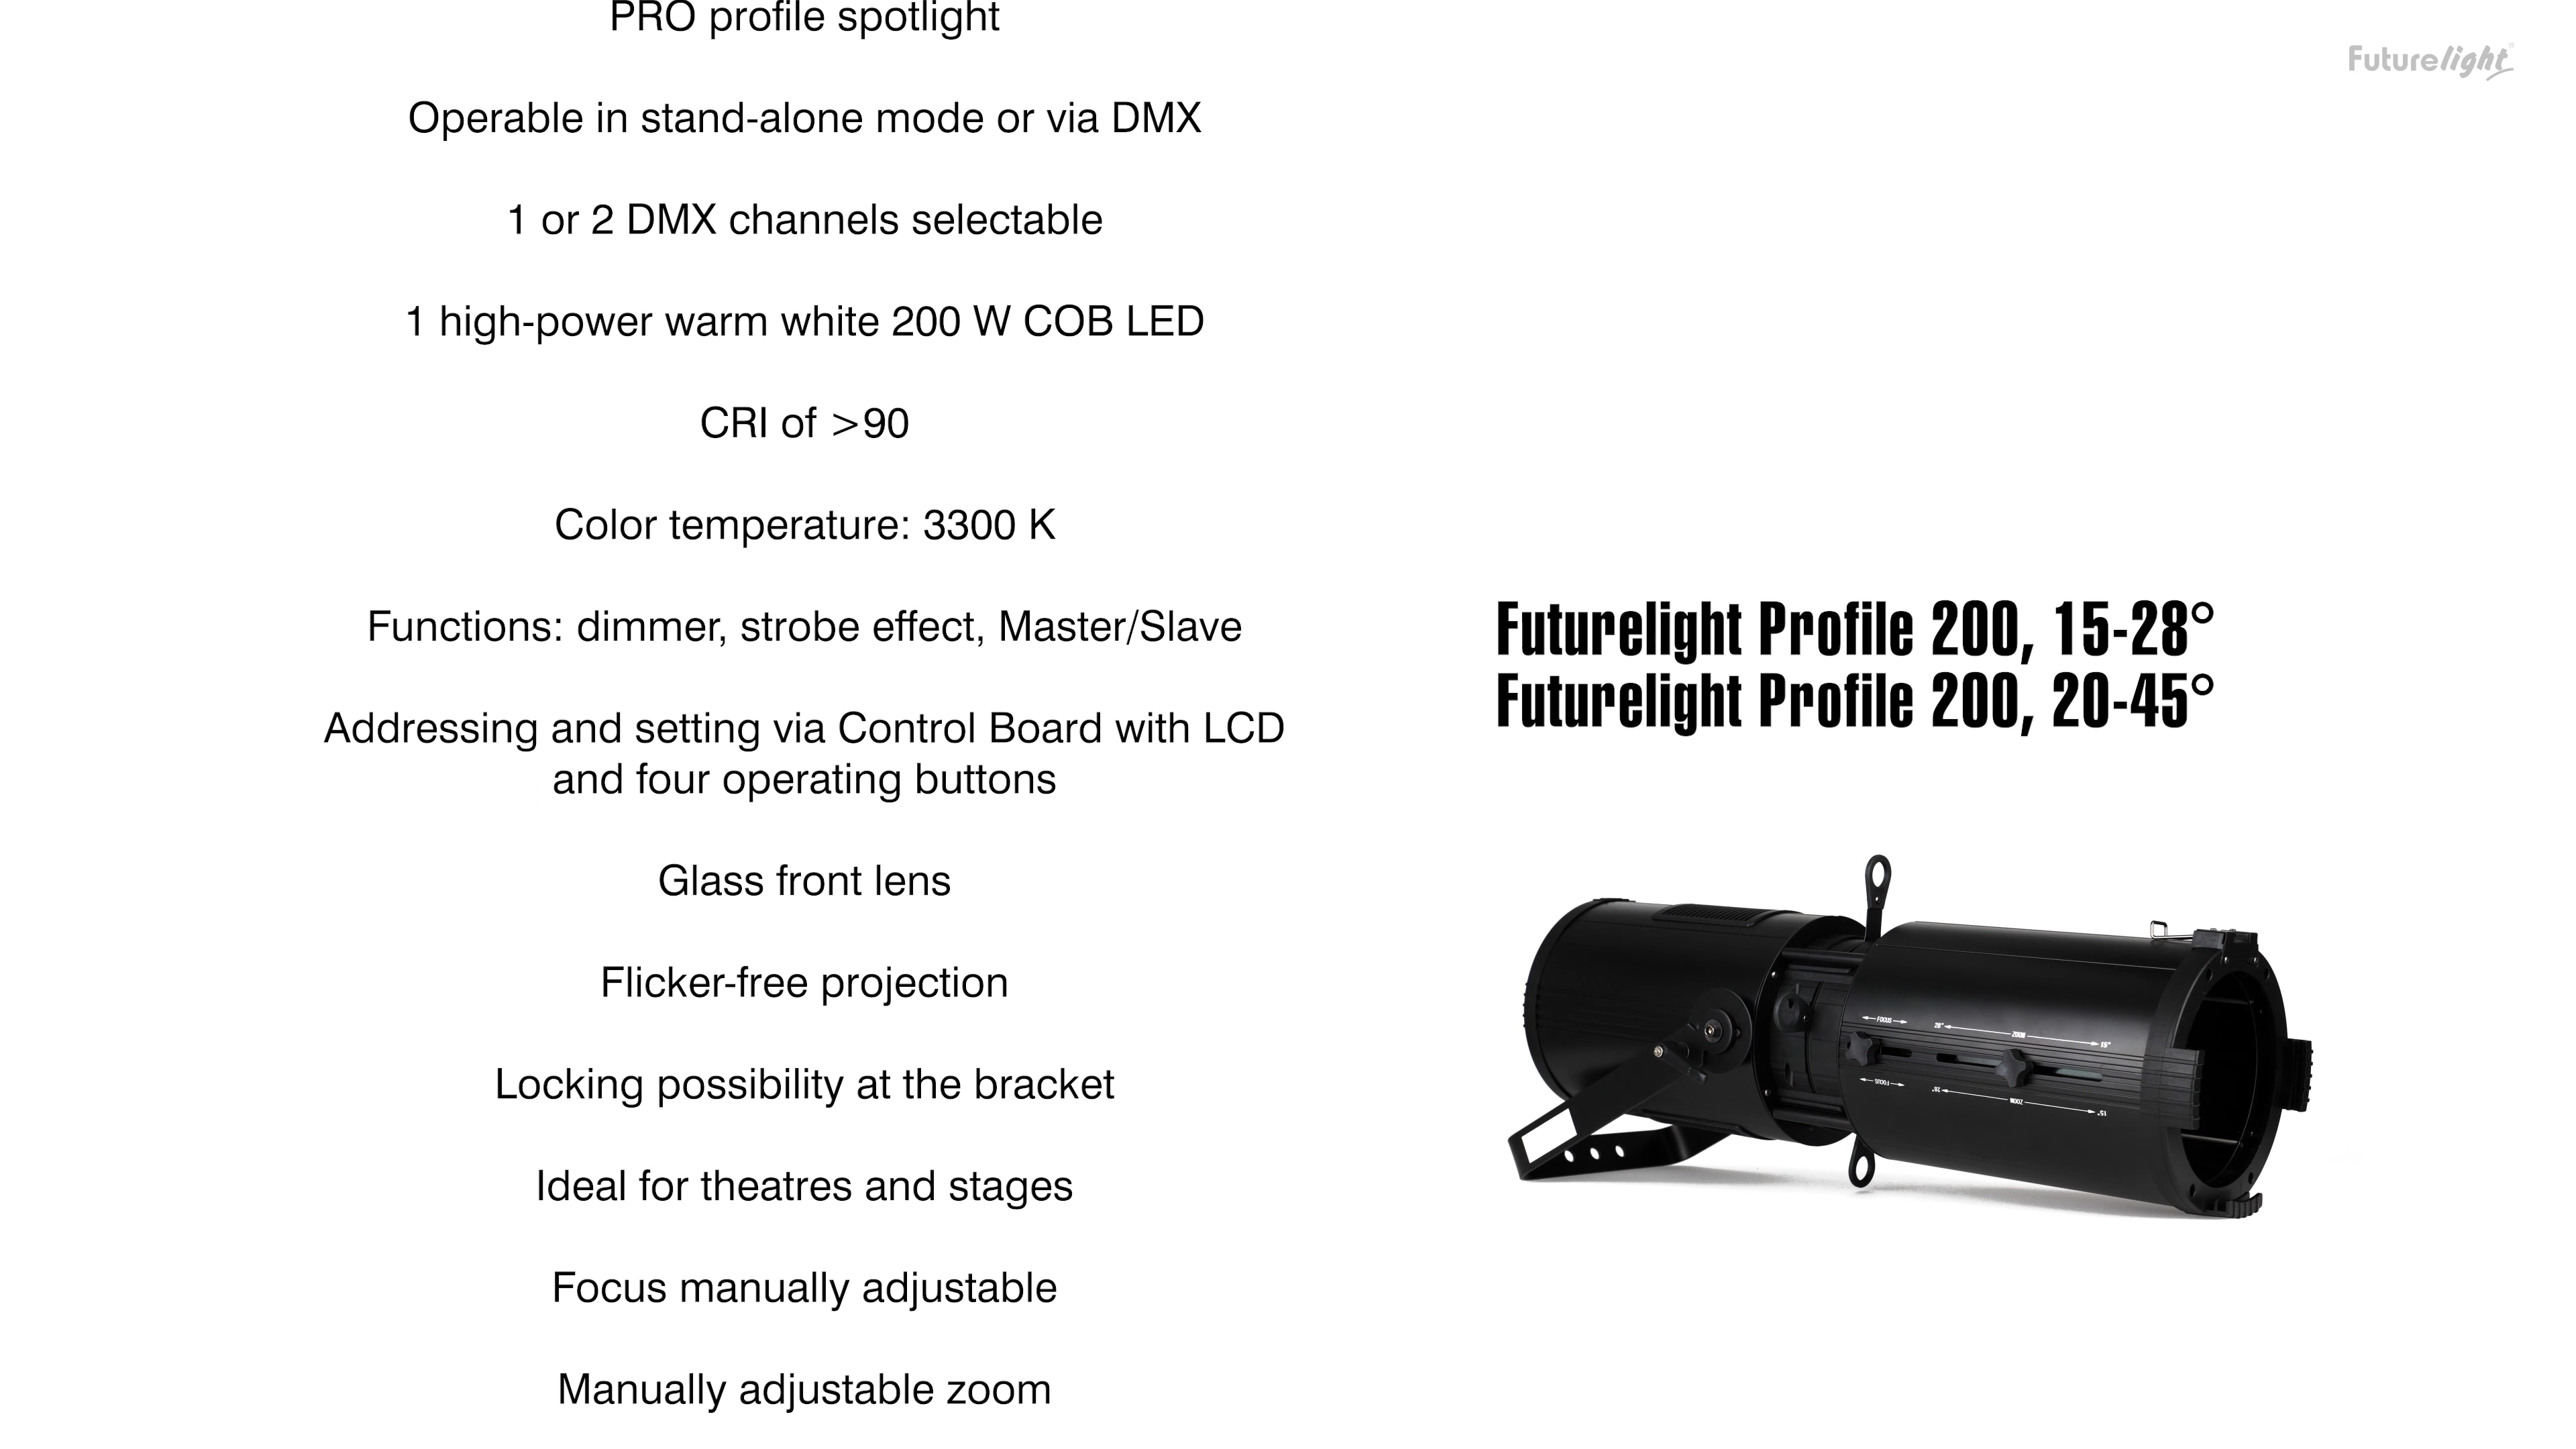 PRO profile spotlight
Operable in stand-alone mode or via DMX
1 or 2 DMX channels selectable
1 high-power warm white 200 W COB LED
CRI of >90
Color temperature: 3300 K
Functions: dimmer, strobe effect, Master/Slave
Addressing and setting via Control Board with LCD
and four operating buttons
Glass front lens
Flicker-free projection
Locking possibility at the bracket
Ideal for theatres and stages
Focus manually adjustable
Manually adjustable zoom
Futurelight®
Futurelight Profile 200, 15-28°
Futurelight Profile 200, 20-45°
FOCUS 28° ZOOM 15°
FOCUS 28° ZOOM 15°